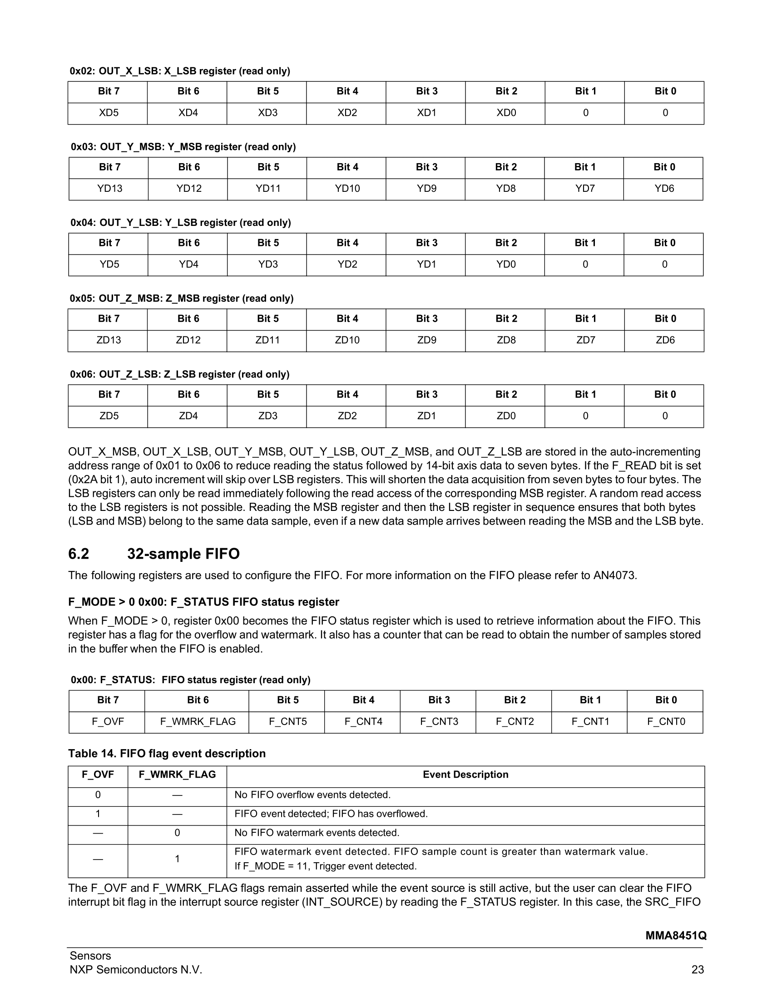 0x02: OUT_X_LSB: X_LSB register (read only)
Bit 7 Bit 6 Bit 5 Bit 4 Bit 3 Bit 2 Bit 1 Bit 0
XD5 XD4 XD3 XD2 XD1 XD0 0 0
0x03: OUT_Y_MSB: Y_MSB register (read only)
Bit 7 Bit 6 Bit 5 Bit 4 Bit 3 Bit 2 Bit 1 Bit 0
YD13 YD12 YD11 YD10 YD9 YD8 YD7 YD6
0x04: OUT_Y_LSB: Y_LSB register (read only)
Bit 7 Bit 6 Bit 5 Bit 4 Bit 3 Bit 2 Bit 1 Bit 0
YD5 YD4 YD3 YD2 YD1 YD0 0 0
0x05: OUT_Z_MSB: Z_MSB register (read only)
Bit 7 Bit 6 Bit 5 Bit 4 Bit 3 Bit 2 Bit 1 Bit 0
ZD13 ZD12 ZD11 ZD10 ZD9 ZD8 ZD7 ZD6
0x06: OUT_Z_LSB: Z_LSB register (read only)
Bit 7 Bit 6 Bit 5 Bit 4 Bit 3 Bit 2 Bit 1 Bit 0
ZD5 ZD4 ZD3 ZD2 ZD1 ZD0 0 0
OUT_X_MSB, OUT_X_LSB, OUT_Y_MSB, OUT_Y_LSB, OUT_Z_MSB, and OUT_Z_LSB are stored in the auto-incrementing
address range of 0x01 to 0x06 to reduce reading the status followed by 14-bit axis data to seven bytes. If the F_READ bit is set
(0x2A bit 1), auto increment will skip over LSB registers. This will shorten the data acquisition from seven bytes to four bytes. The
LSB registers can only be read immediately following the read access of the corresponding MSB register. A random read access
to the LSB registers is not possible. Reading the MSB register and then the LSB register in sequence ensures that both bytes
(LSB and MSB) belong to the same data sample, even if a new data sample arrives between reading the MSB and the LSB byte.
6.2 32-sample FIFO
The following registers are used to configure the FIFO. For more information on the FIFO please refer to AN4073.
F_MODE > 0 0x00: F_STATUS FIFO status register
When F_MODE > 0, register 0x00 becomes the FIFO status register which is used to retrieve information about the FIFO. This
register has a flag for the overflow and watermark. It also has a counter that can be read to obtain the number of samples stored
in the buffer when the FIFO is enabled.
0x00: F_STATUS: FIFO status register (read only)
Bit 7 Bit 6 Bit 5 Bit 4 Bit 3 Bit 2 Bit 1 Bit 0
F_OVF F_WMRK_FLAG F_CNT5 F_CNT4 F_CNT3 F_CNT2 F_CNT1 F_CNT0
Table 14. FIFO flag event description
F_OVF F_WMRK_FLAG Event Description
0 — No FIFO overflow events detected.
1 — FIFO event detected; FIFO has overflowed.
— 0 No FIFO watermark events detected.
— 1 FIFO watermark event detected. FIFO sample count is greater than watermark value.
If F_MODE = 11, Trigger event detected.
The F_OVF and F_WMRK_FLAG flags remain asserted while the event source is still active, but the user can clear the FIFO
interrupt bit flag in the interrupt source register (INT_SOURCE) by reading the F_STATUS register. In this case, the SRC_FIFO
MMA8451Q
Sensors
NXP Semiconductors N.V. 23